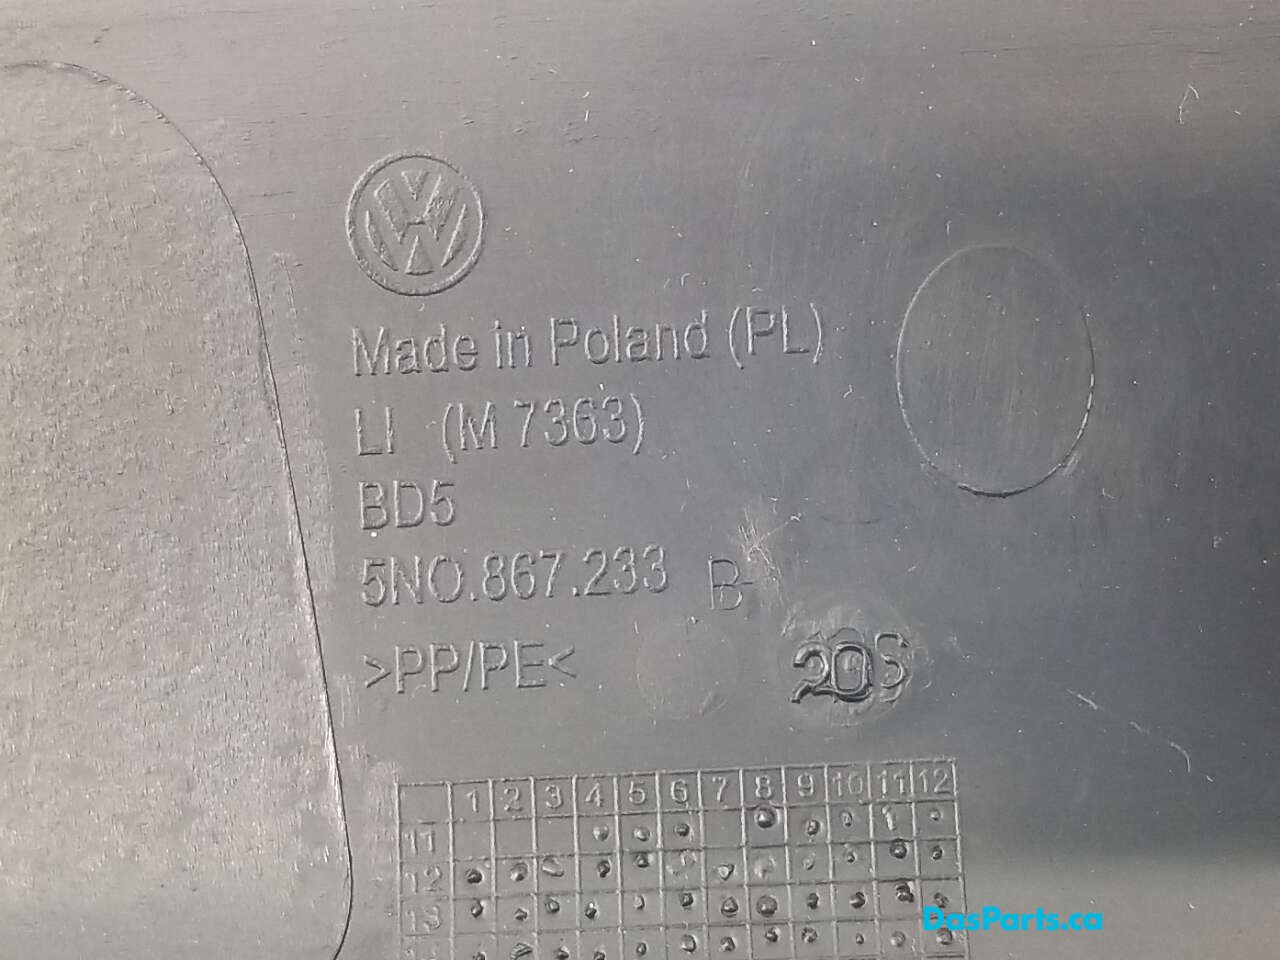 Made in Poland (PL)
LI (M 7363)
BD5
5N0.867.233 B
>PP/PE<
20S
1 2 3 4 5 6 7 8 9 10 11 12
11
12
13
DasParts.ca